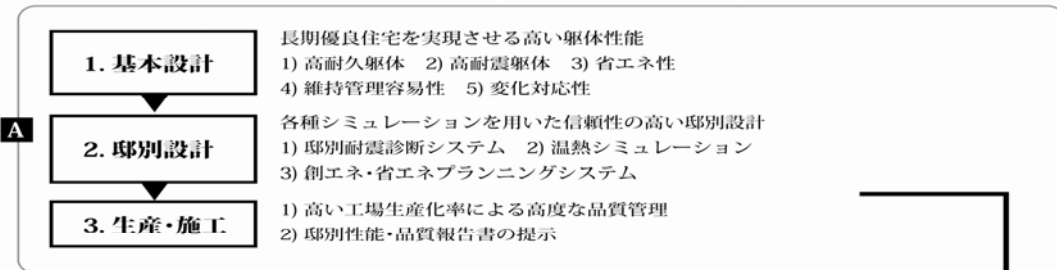 長期優良住宅を実現させる高い躯体性能
1. 基本設計
1) 高耐久躯体 2) 高耐震躯体 3) 省エネ性
4) 維持管理容易性 5) 変化対応性
A
各種シミュレーションを用いた信頼性の高い邸別設計
2. 邸別設計
1) 邸別耐震診断システム 2) 温熱シミュレーション
3) 創エネ・省エネプランニングシステム
3. 生産・施工
1) 高い工場生産化率による高度な品質管理
2) 邸別性能・品質報告書の提示